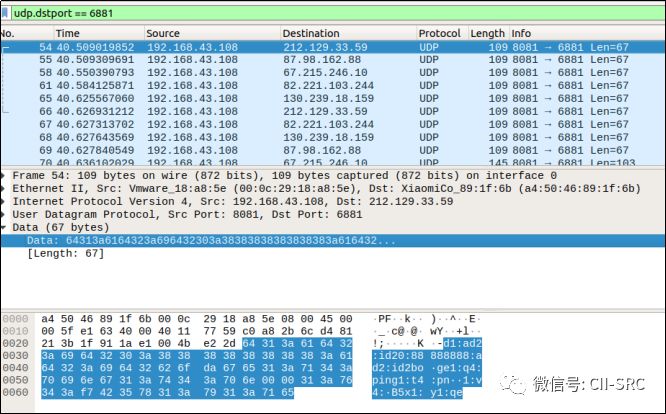 udp.dstport == 6881
No. Time Source Destination Protocol Length Info
54 40.509019852 192.168.43.108 212.129.33.59 UDP 109 8081 → 6881 Len=67
55 40.509309691 192.168.43.108 87.98.162.88 UDP 109 8081 → 6881 Len=67
58 40.550390793 192.168.43.108 67.215.246.10 UDP 109 8081 → 6881 Len=67
61 40.584125871 192.168.43.108 82.221.103.244 UDP 109 8081 → 6881 Len=67
65 40.625567060 192.168.43.108 130.239.18.159 UDP 109 8081 → 6881 Len=67
66 40.626931212 192.168.43.108 212.129.33.59 UDP 109 8081 → 6881 Len=67
67 40.627313702 192.168.43.108 82.221.103.244 UDP 109 8081 → 6881 Len=67
68 40.627643569 192.168.43.108 130.239.18.159 UDP 109 8081 → 6881 Len=67
69 40.627840549 192.168.43.108 87.98.162.88 UDP 109 8081 → 6881 Len=67
70 40.636102029 192.168.43.108 67.215.246.10 UDP 145 8081 → 6881 Len=103
Frame 54: 109 bytes on wire (872 bits), 109 bytes captured (872 bits) on interface 0
Ethernet II, Src: Vmware_18:a8:5e (00:0c:29:18:a8:5e), Dst: XiaomiCo_89:1f:6b (a4:50:46:89:1f:6b)
Internet Protocol Version 4, Src: 192.168.43.108, Dst: 212.129.33.59
User Datagram Protocol, Src Port: 8081, Dst Port: 6881
Data (67 bytes)
Data: 64313a6164323a696432303a38383838383838383a616432...
[Length: 67]
0000 a4 50 46 89 1f 6b 00 0c 29 18 a8 5e 08 00 45 00 ·PF··k·· )··^··E·
0010 00 5f e1 63 40 00 40 11 77 59 c0 a8 2b 6c d4 81 ·_·c@·@· wY··+l··
0020 21 3b 1f 91 1a e1 00 4b e2 2d 64 31 3a 61 64 32 !;·····K ·-d1:ad2
0030 3a 69 64 32 30 3a 38 38 38 38 38 38 38 38 3a 61 :id20:88 888888:a
0040 64 32 3a 69 64 32 62 6f da 67 65 31 3a 71 34 3a d2:id2bo ·ge1:q4:
0050 70 69 6e 67 31 3a 74 34 3a 70 6e 00 00 31 3a 76 ping1:t4 :pn··1:v
0060 34 3a f7 42 35 78 31 3a 79 31 3a 71 65 4:·B5x1: y1:qe
微信号: CII-SRC